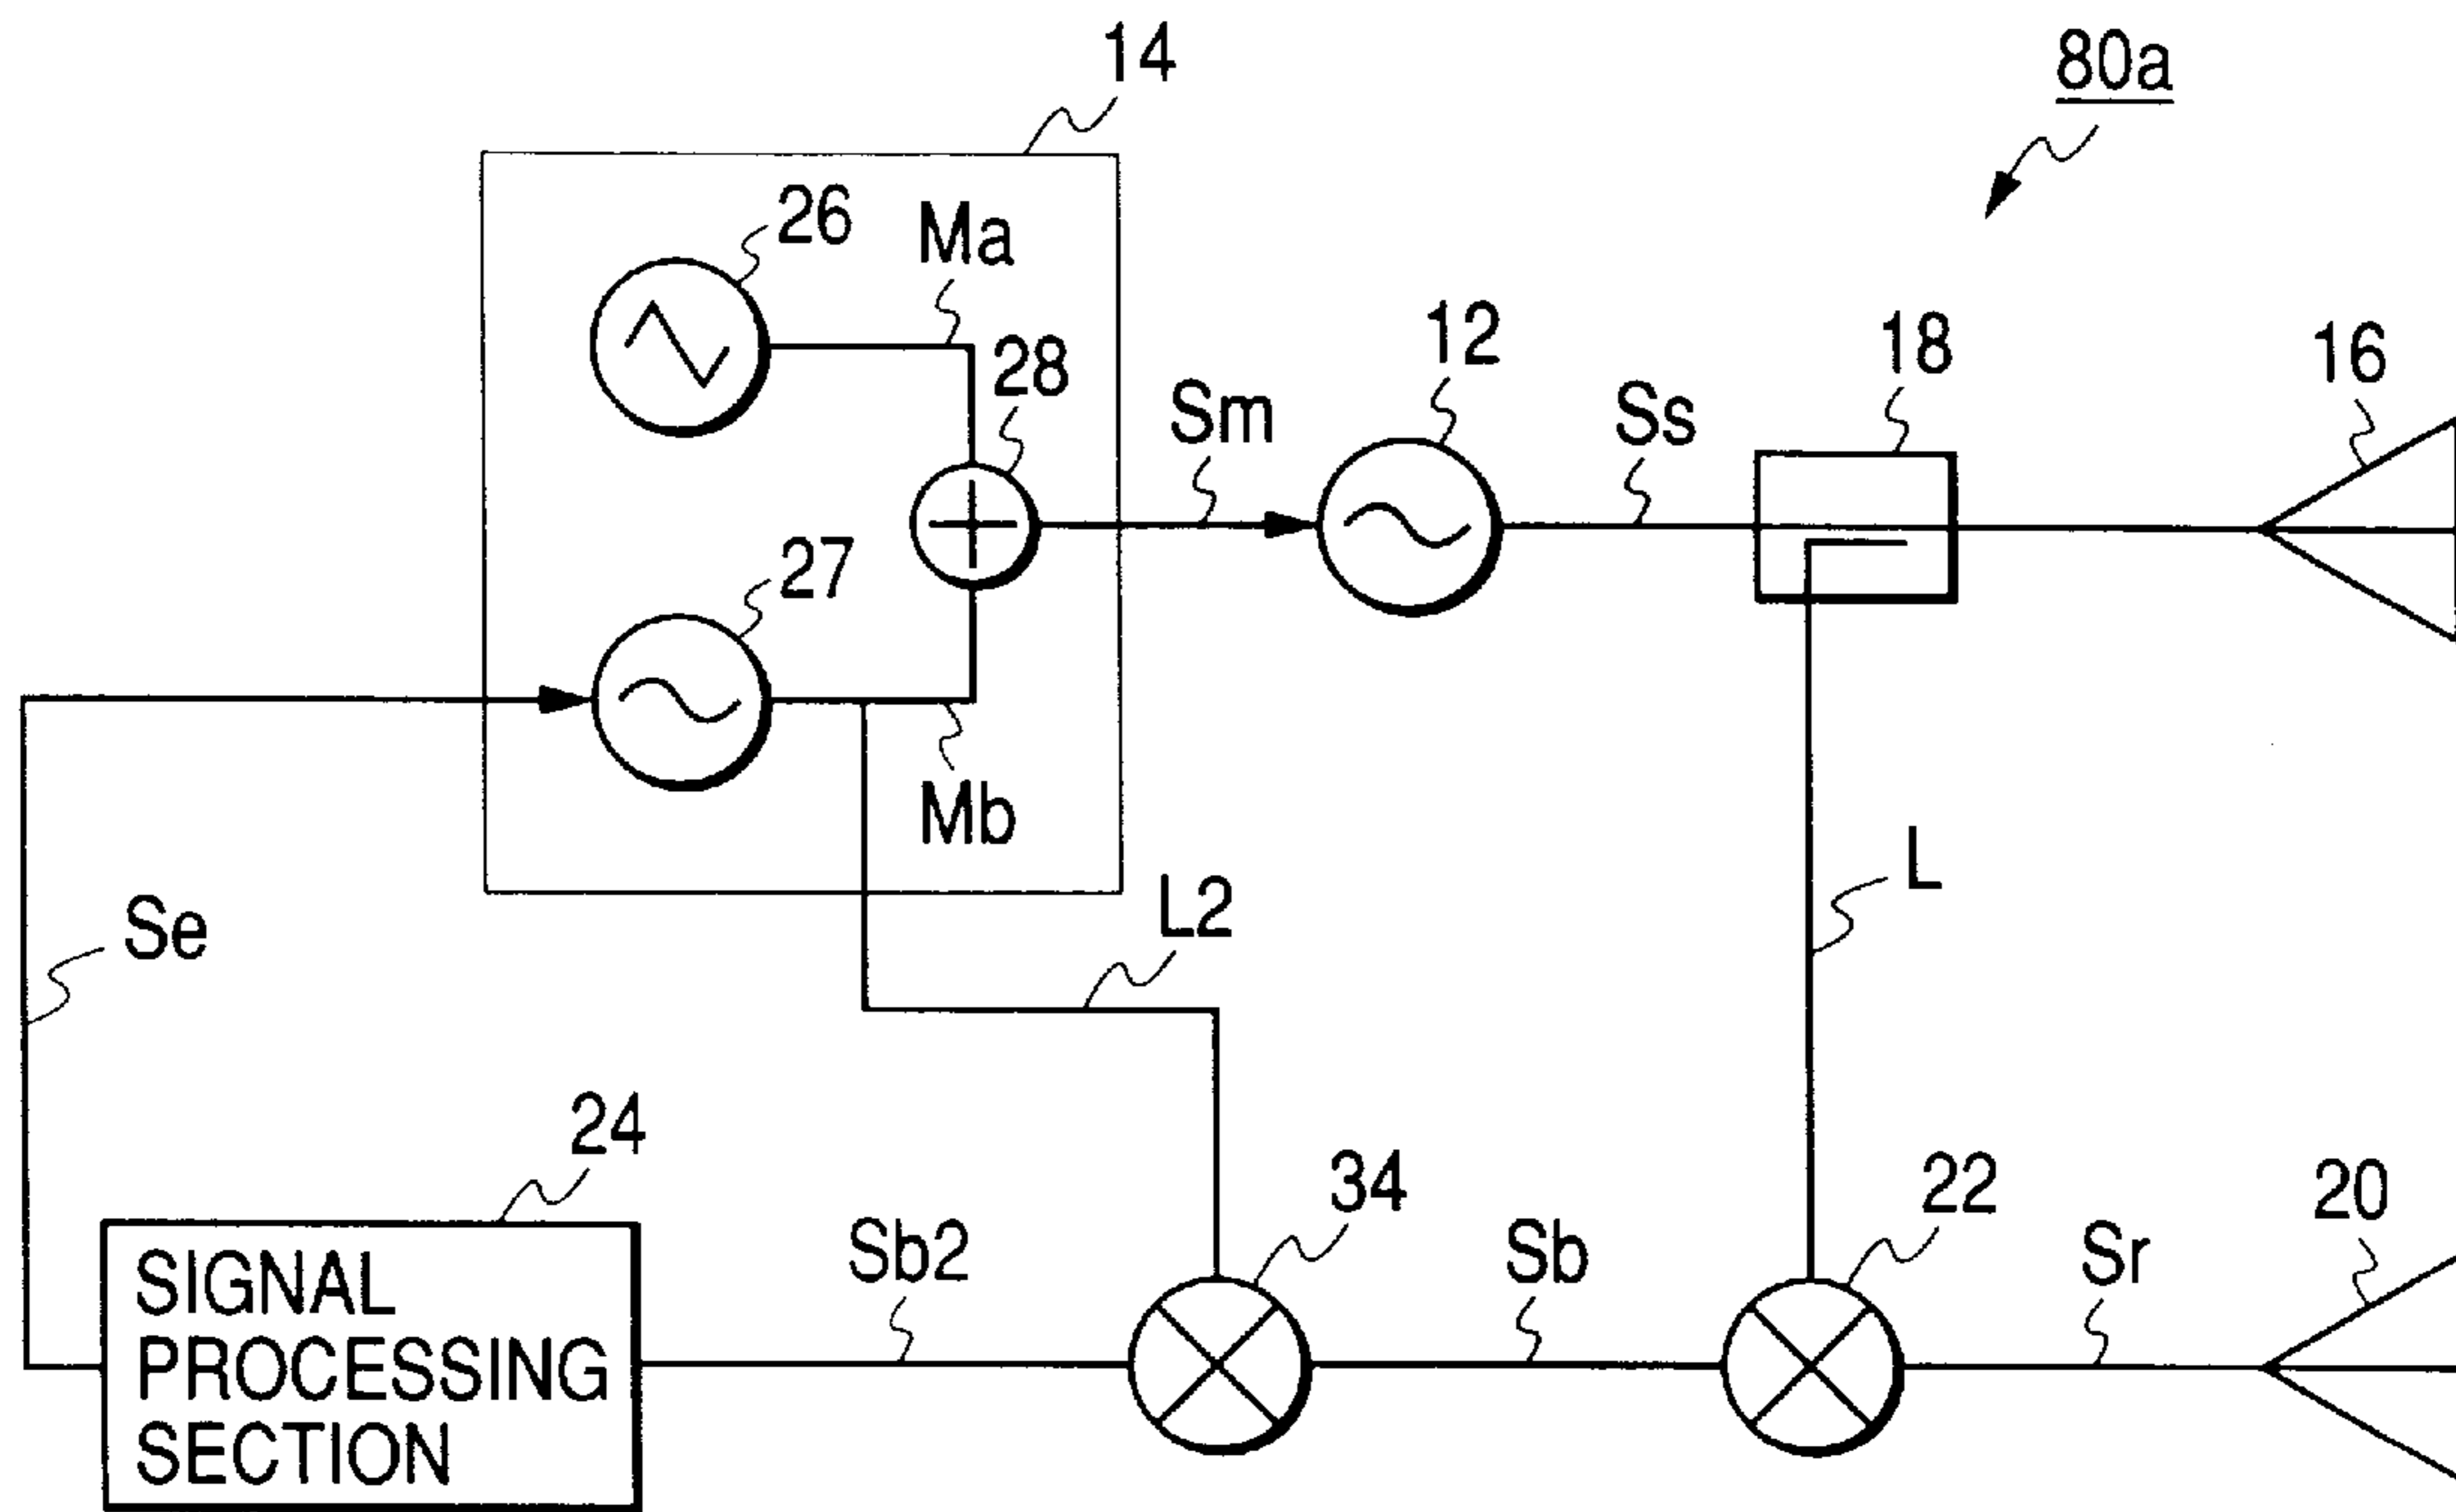 14
80a
26
Ma
28
12
18
16
Sm
Ss
27
Mb
L
Se
L2
24
34
22
20
Sb2
Sb
Sr
SIGNAL
PROCESSING
SECTION